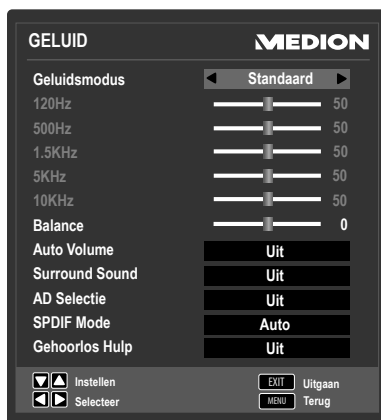 GELUID MEDION
Geluidsmodus Standaard
120Hz 50
500Hz 50
1.5KHz 50
5KHz 50
10KHz 50
Balance 0
Auto Volume Uit
Surround Sound Uit
AD Selectie Uit
SPDIF Mode Auto
Gehoorlos Hulp Uit
Instellen EXIT Uitgaan
Selecteer MENU Terug